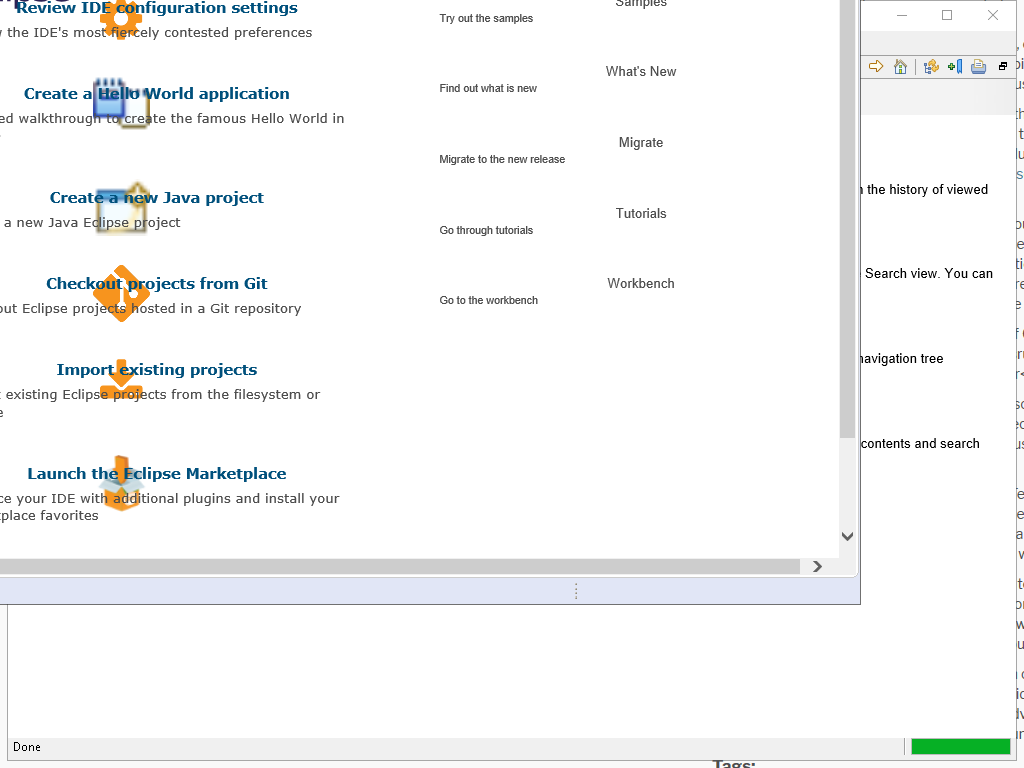 Review IDE configuration settings
the IDE's most fiercely contested preferences
Create a Hello World application
walkthrough to create the famous Hello World in
Create a new Java project
a new Java Eclipse project
Checkout projects from Git
Eclipse projects hosted in a Git repository
Import existing projects
existing Eclipse projects from the filesystem or
Launch the Eclipse Marketplace
your IDE with additional plugins and install your
favorites
Samples
Try out the samples
What's New
Find out what is new
Migrate
Migrate to the new release
Tutorials
Go through tutorials
Workbench
Go to the workbench
the history of viewed
Search view. You can
navigation tree
contents and search
Done
Tags: